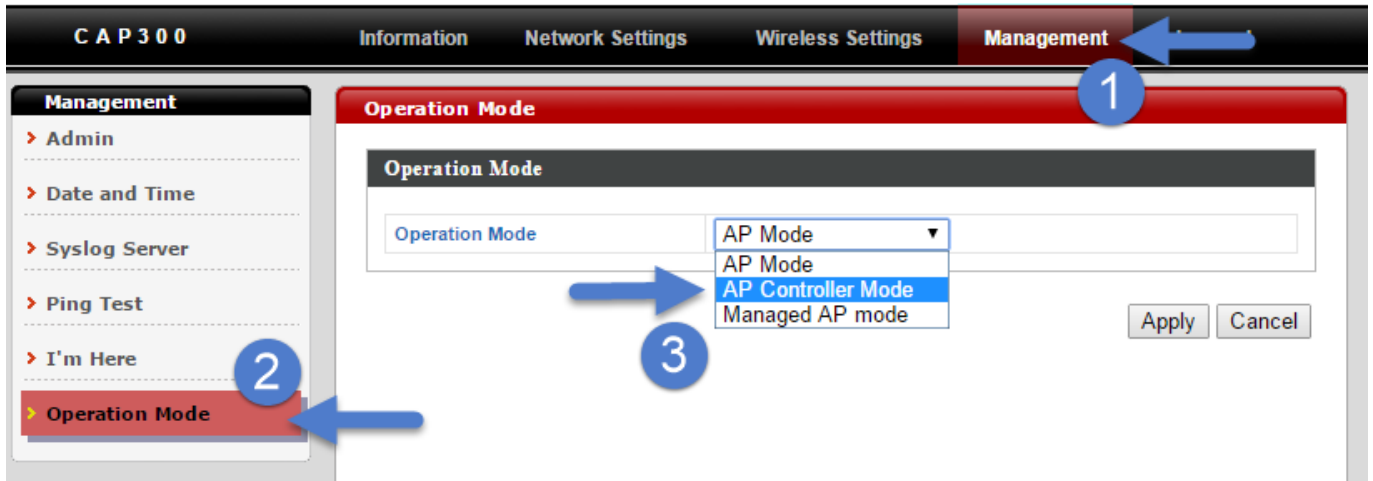 CAP300 Information Network Settings Wireless Settings Management
1
Management
Admin
Date and Time
Syslog Server
Ping Test
I'm Here
2
Operation Mode
Operation Mode
Operation Mode
Operation Mode AP Mode
AP Mode
AP Controller Mode
Managed AP mode
3
Apply Cancel